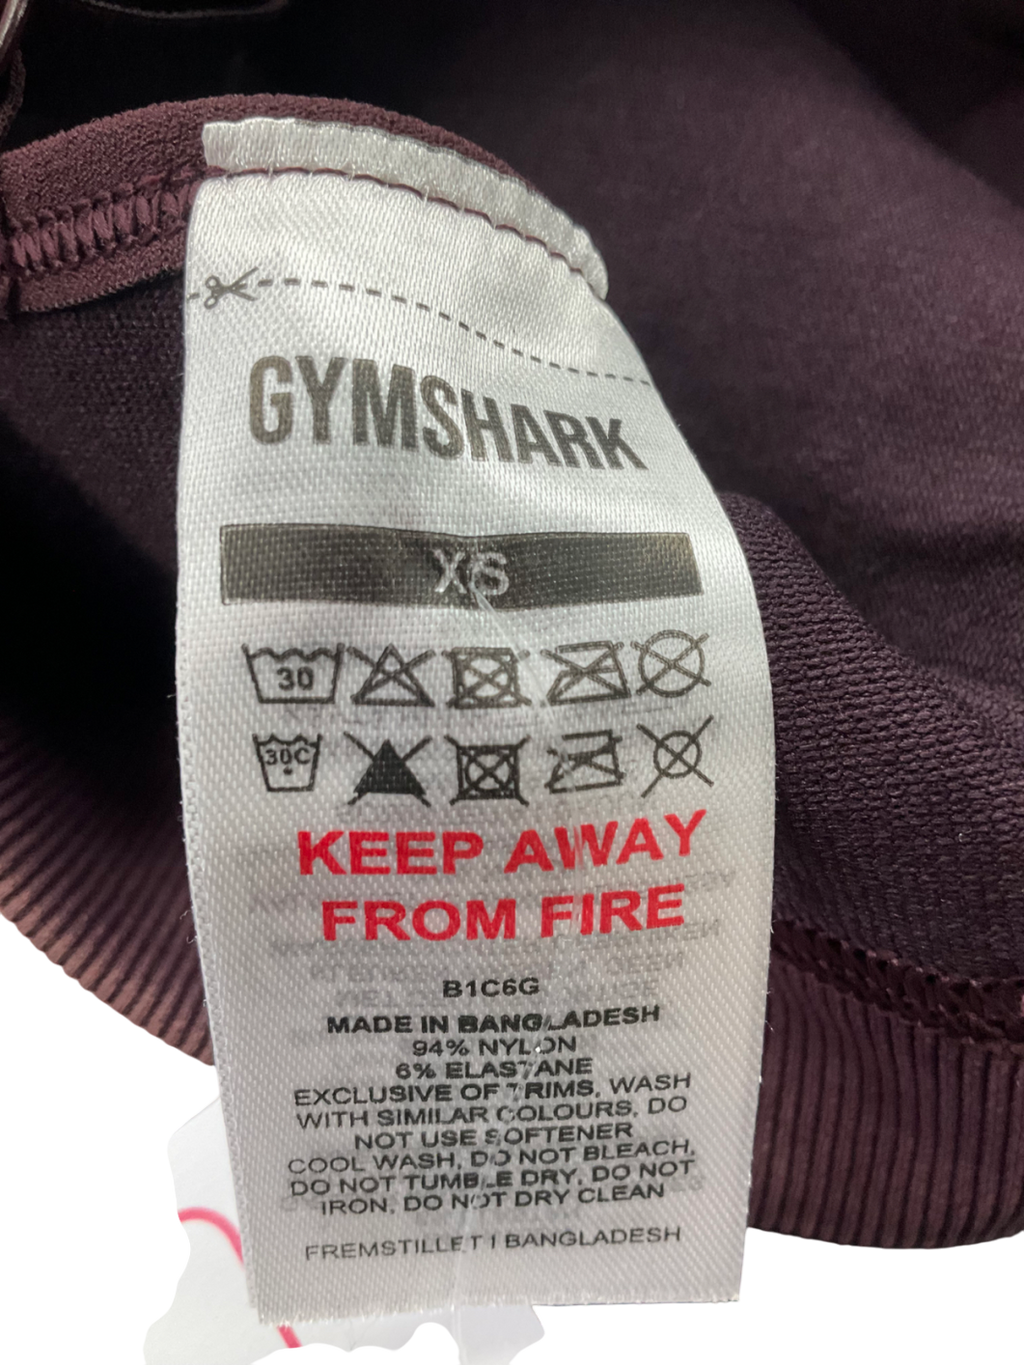 GYMSHARK
XS
30
30C
KEEP AWAY
FROM FIRE
B1C6G
MADE IN BANGLADESH
94% NYLON
6% ELASTANE
EXCLUSIVE OF TRIMS, WASH
WITH SIMILAR COLOURS, DO
NOT USE SOFTENER
COOL WASH, DO NOT BLEACH,
DO NOT TUMBLE DRY, DO NOT
IRON, DO NOT DRY CLEAN
FREMSTILLET I BANGLADESH